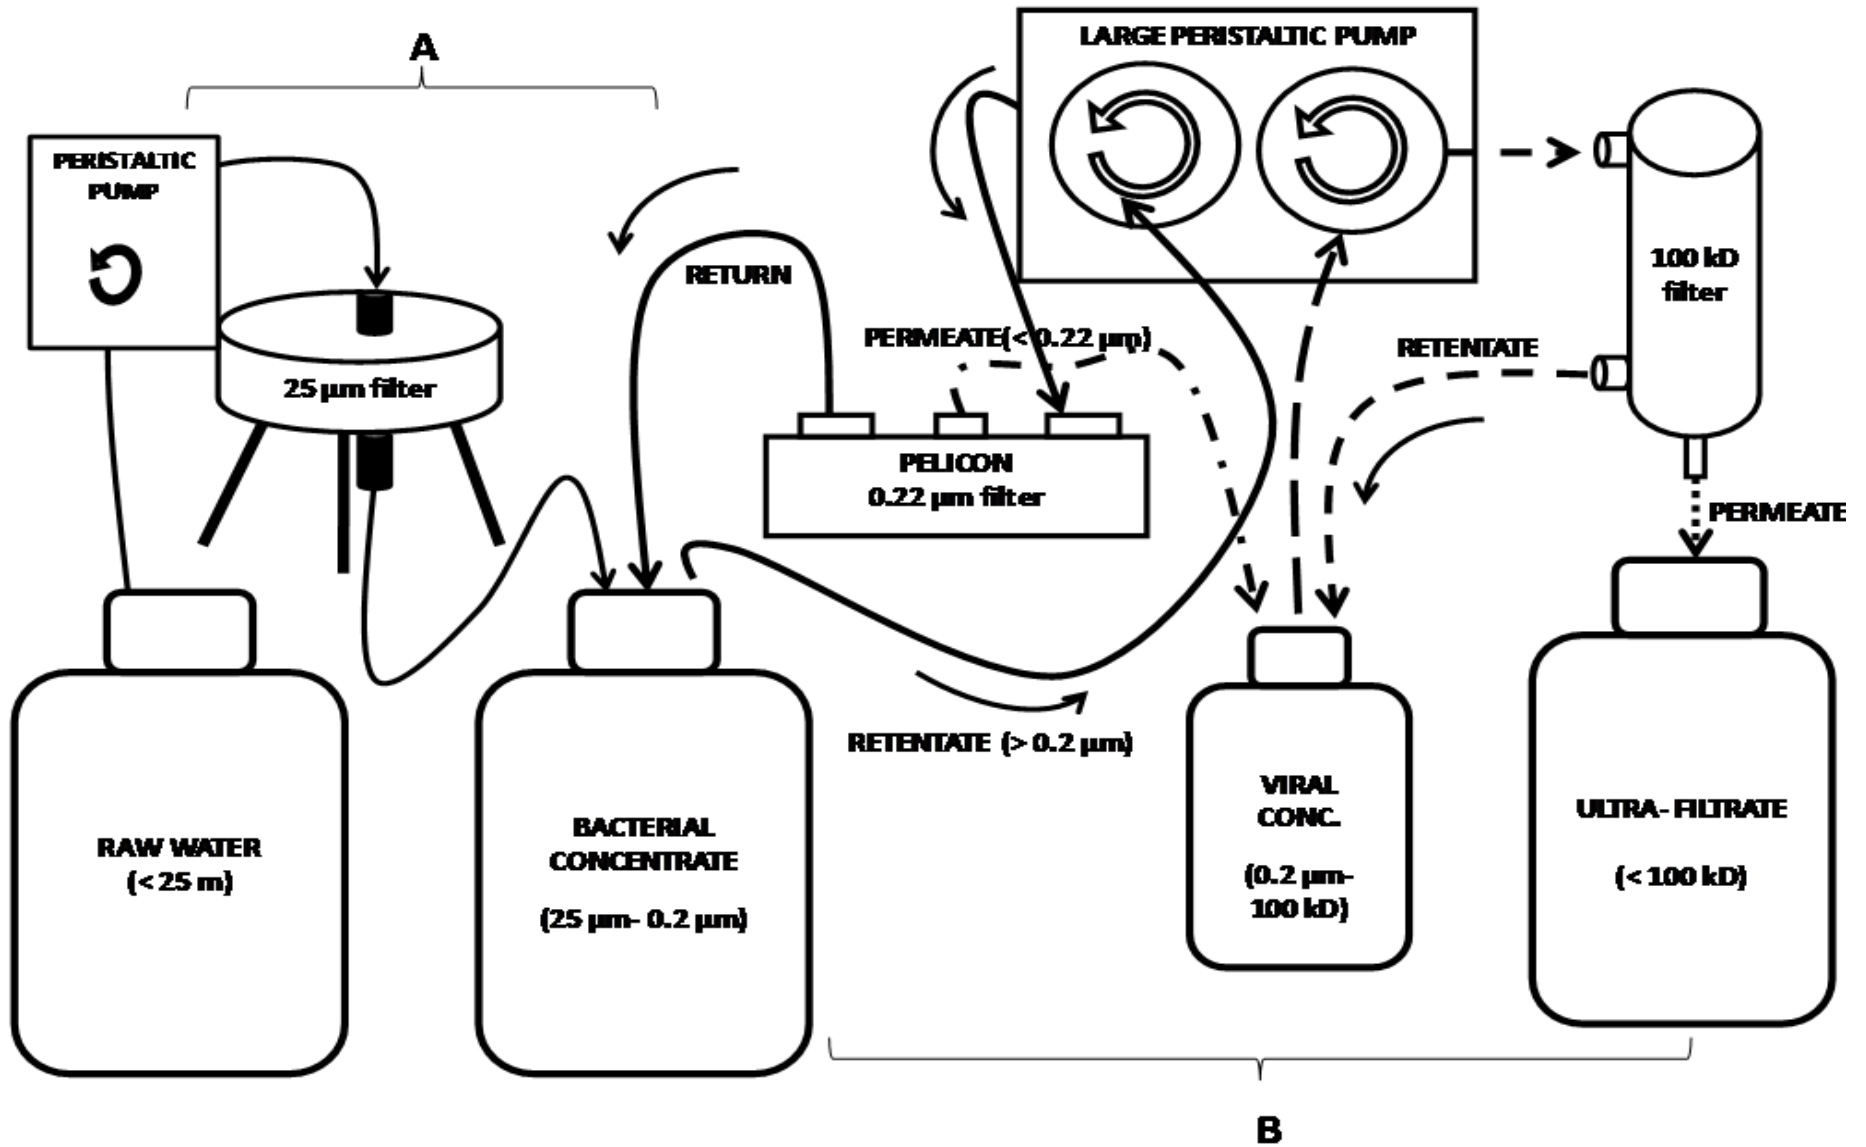 A
LARGE PERISTALTIC PUMP
PERISTALTIC
PUMP
25 µm filter
RETURN
PERMEATE(< 0.22 µm)
PELICON
0.22 µm filter
100 kD
filter
RETENTATE
PERMEATE
RETENTATE (> 0.2 µm)
RAW WATER
(< 25 m)
BACTERIAL
CONCENTRATE
(25 µm- 0.2 µm)
VIRAL
CONC.
(0.2 µm-
100 kD)
ULTRA- FILTRATE
(< 100 kD)
B